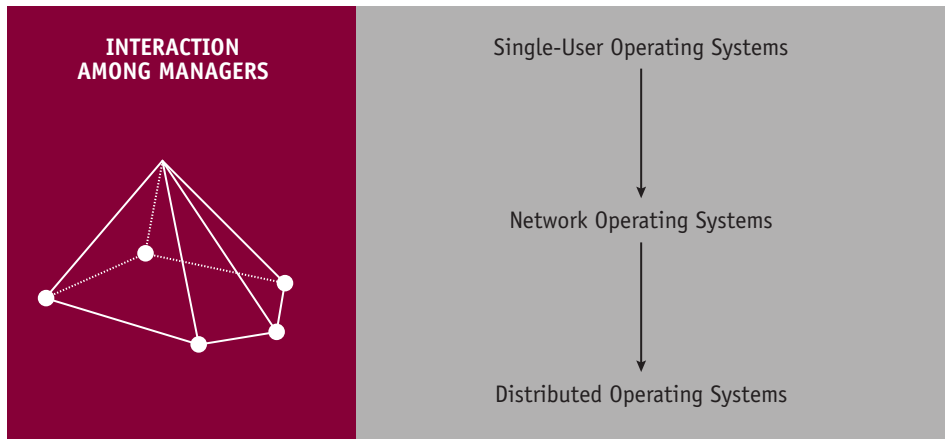 INTERACTION
AMONG MANAGERS
Single-User Operating Systems
Network Operating Systems
Distributed Operating Systems